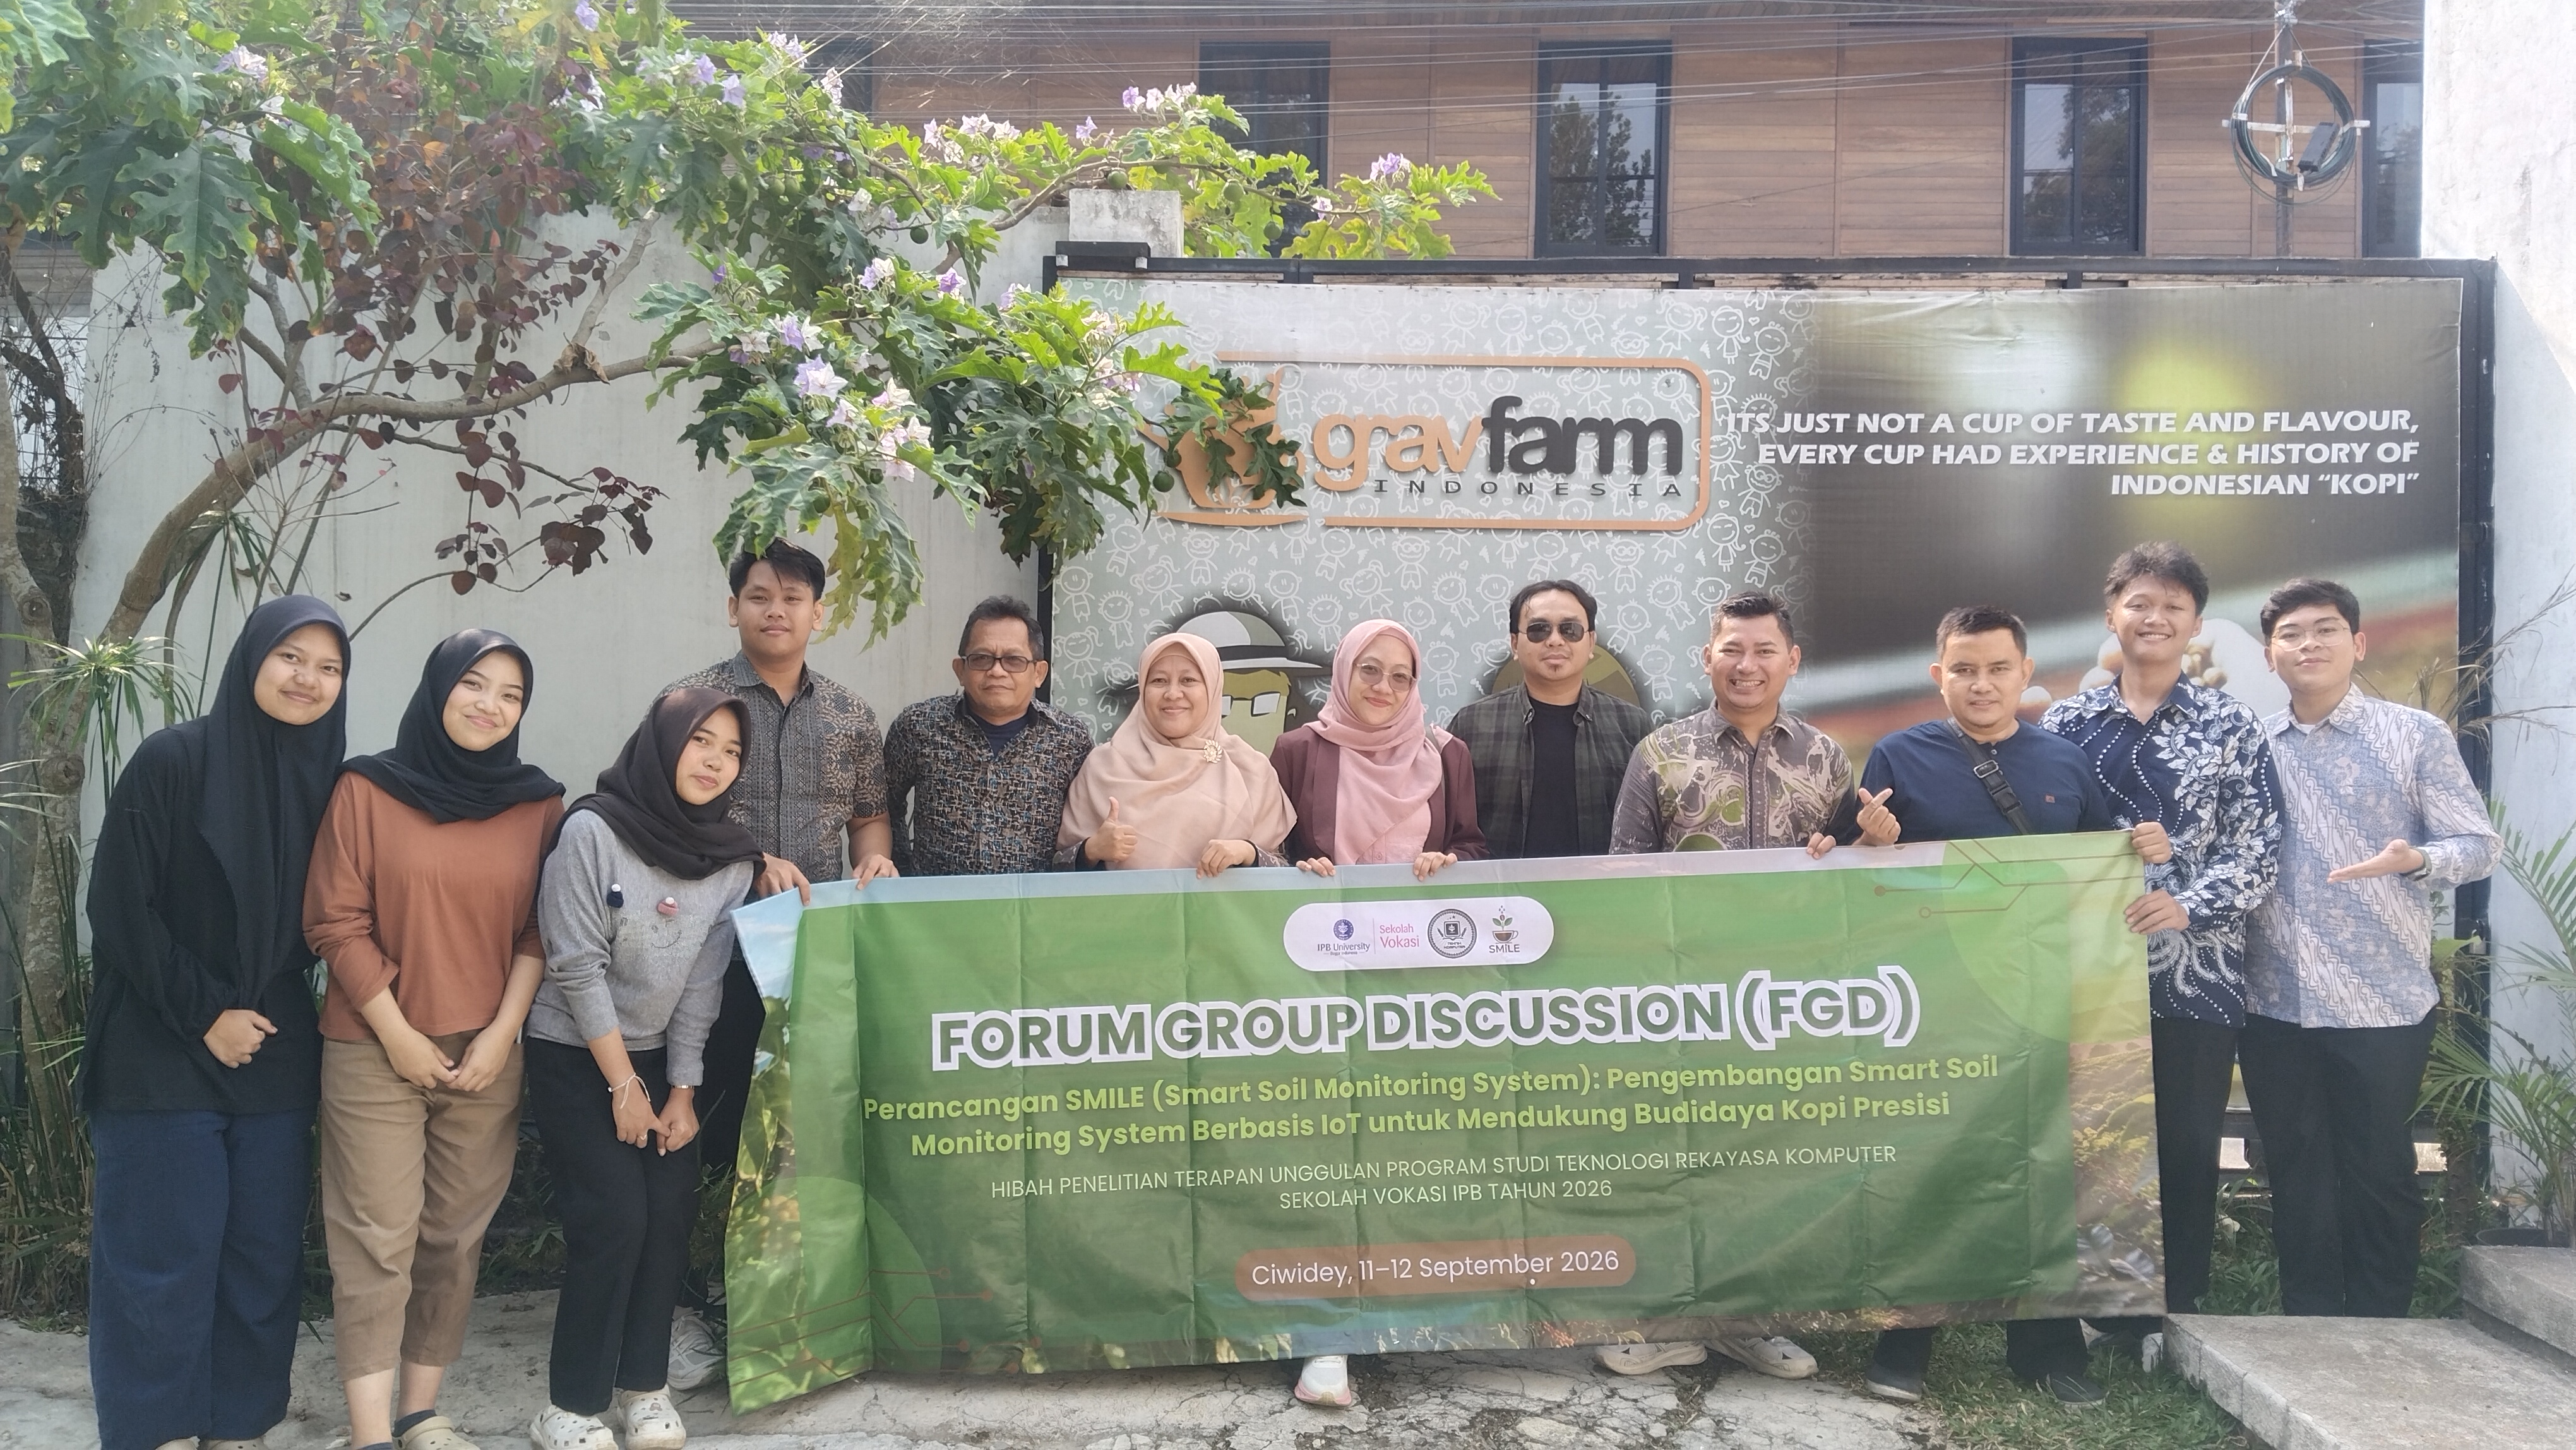 gravfarm
INDONESIA
ITS JUST NOT A CUP OF TASTE AND FLAVOUR,
EVERY CUP HAD EXPERIENCE & HISTORY OF
INDONESIAN “KOPI”
IPB University
Sekolah
Vokasi
SMILE
FORUM GROUP DISCUSSION (FGD)
Perancangan SMILE (Smart Soil Monitoring System): Pengembangan Smart Soil
Monitoring System Berbasis IoT untuk Mendukung Budidaya Kopi Presisi
HIBAH PENELITIAN TERAPAN UNGGULAN PROGRAM STUDI TEKNOLOGI REKAYASA KOMPUTER
SEKOLAH VOKASI IPB TAHUN 2026
Ciwidey, 11–12 September 2026